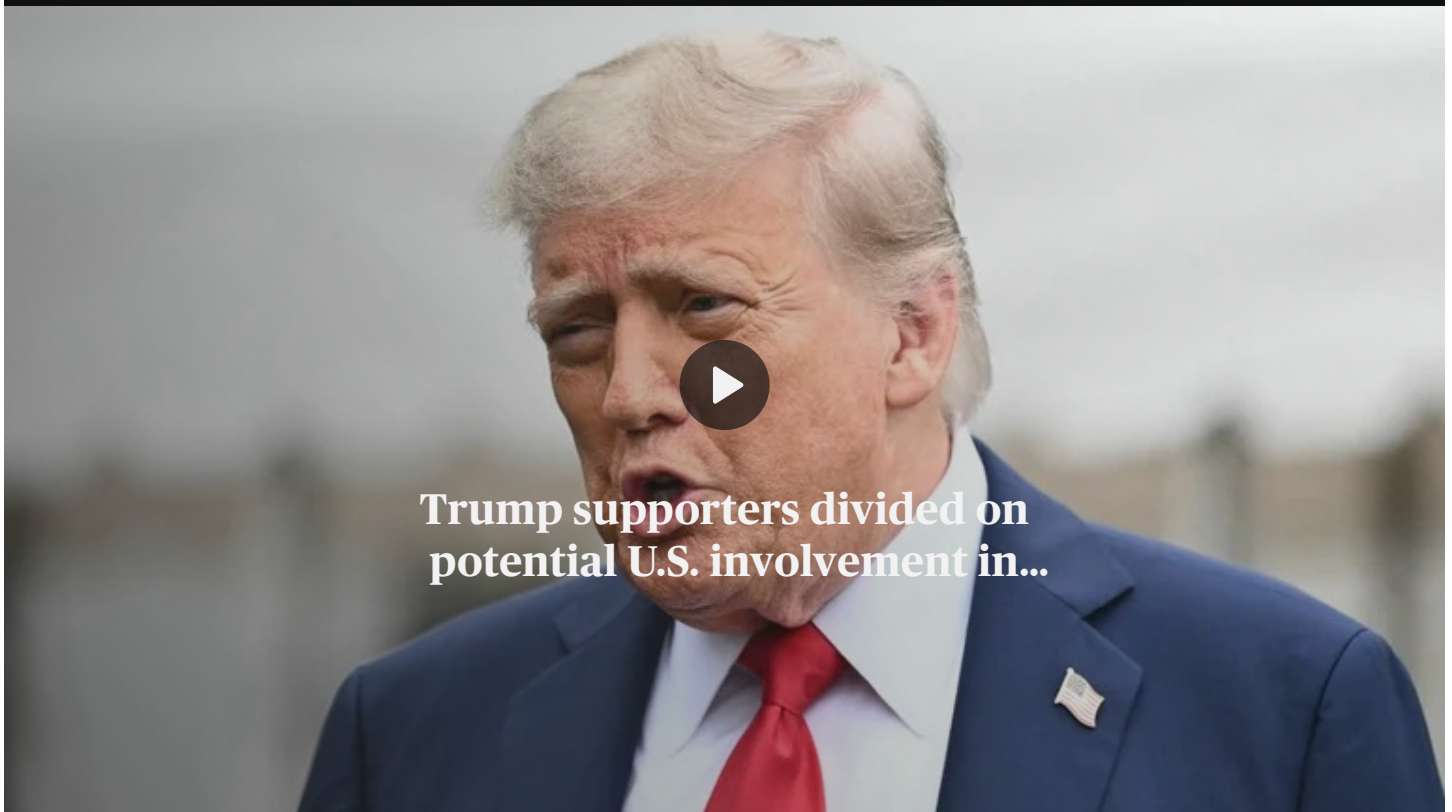 Trump supporters divided on
potential U.S. involvement in...